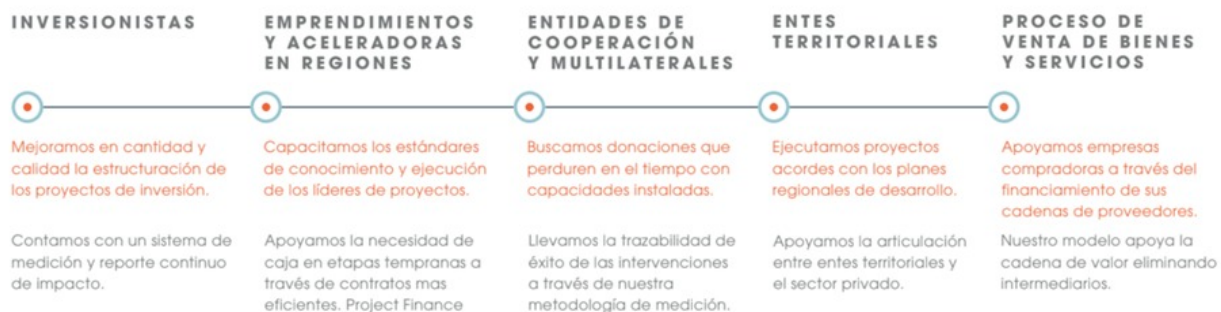 INVERSIONISTAS
Mejoramos en cantidad y
calidad la estructuración de
los proyectos de inversión.
Contamos con un sistema de
medición y reporte continuo
de impacto.
EMPRENDIMIENTOS
Y ACELERADORAS
EN REGIONES
Capacitamos los estándares
de conocimiento y ejecución
de los líderes de proyectos.
Apoyamos la necesidad de
caja en etapas tempranas a
través de contratos mas
eficientes. Project Finance
ENTIDADES DE
COOPERACIÓN
Y MULTILATERALES
Buscamos donaciones que
perduren en el tiempo con
capacidades instaladas.
Llevamos la trazabilidad de
éxito de las intervenciones
a través de nuestra
metodología de medición.
ENTES
TERRITORIALES
Ejecutamos proyectos
acordes con los planes
regionales de desarrollo.
Apoyamos la articulación
entre entes territoriales y
el sector privado.
PROCESO DE
VENTA DE BIENES
Y SERVICIOS
Apoyamos empresas
compradoras a través del
financiamiento de sus
cadenas de proveedores.
Nuestro modelo apoya la
cadena de valor eliminando
intermediarios.